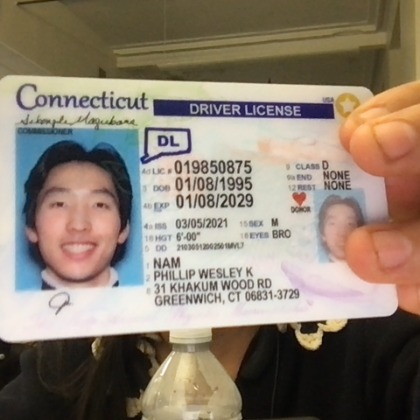 Connecticut
USA
DRIVER LICENSE
COMMISSIONER
DL
4d LIC # 019850875
3 DOB 01/08/1995
4b EXP 01/08/2029
9 CLASS D
9a END NONE
12 REST NONE
DONOR
4a ISS 03/05/2021 15 SEX M
16 HGT 6'-00" 18 EYES BRO
5 DD
1 NAM
2 PHILLIP WESLEY K
8 31 KHAKUM WOOD RD
GREENWICH, CT 06831-3729